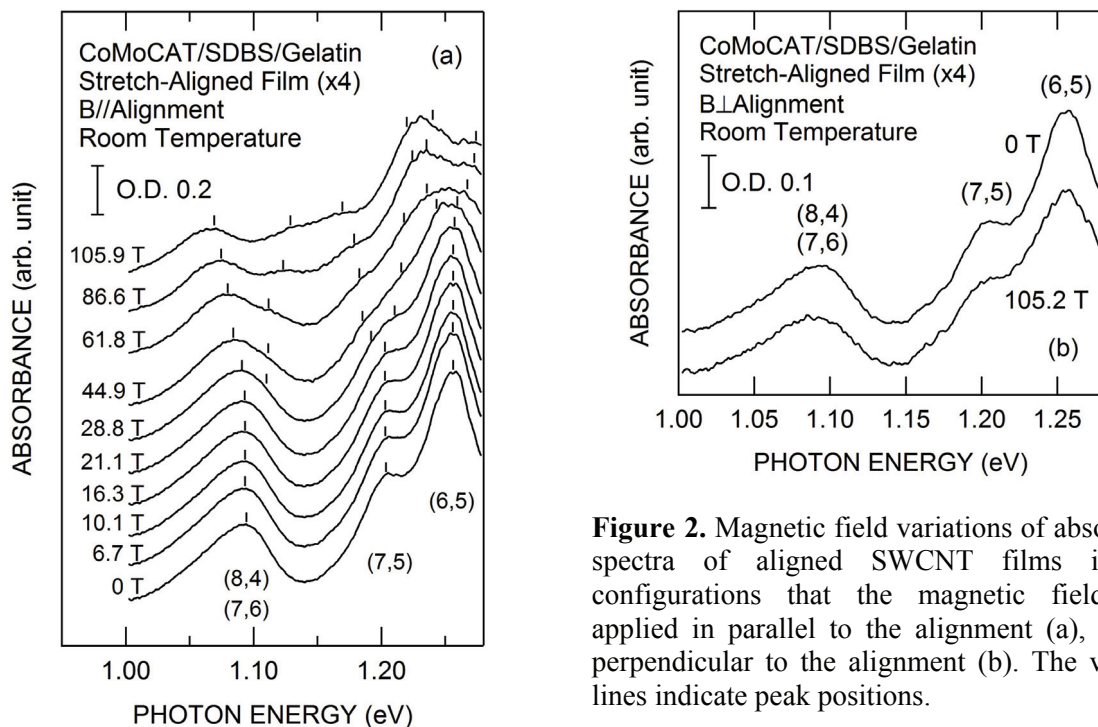 CoMoCAT/SDBS/Gelatin (a)
Stretch-Aligned Film (x4)
B//Alignment
Room Temperature
O.D. 0.2
105.9 T
86.6 T
61.8 T
44.9 T
28.8 T
21.1 T
16.3 T
10.1 T
6.7 T
0 T
(6,5)
(7,5)
(8,4)
(7,6)
ABSORBANCE (arb. unit)
1.00 1.10 1.20
PHOTON ENERGY (eV)
CoMoCAT/SDBS/Gelatin
Stretch-Aligned Film (x4)
B⊥Alignment
Room Temperature
(6,5)
0 T
O.D. 0.1
(7,5)
(8,4)
(7,6)
105.2 T
(b)
ABSORBANCE (arb. unit)
1.00 1.05 1.10 1.15 1.20 1.25
PHOTON ENERGY (eV)
Figure 2. Magnetic field variations of abso
spectra of aligned SWCNT films i
configurations that the magnetic field
applied in parallel to the alignment (a),
perpendicular to the alignment (b). The v
lines indicate peak positions.